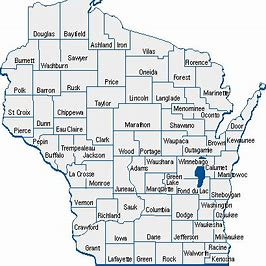 Douglas Bayfield
Ashland Iron
Vilas
Burnett Washburn Sawyer
Florence
Oneida Forest
Marinette
Polk Barron Rusk Price
Lincoln Langlade
Taylor
St Croix Dunn Chippewa
Menominee
Oconto
Door
Marathon
Shawano
Pierce Eau Claire Clark
Pepin
Kewaunee
Waupaca
Buffalo Trempealeau Jackson Wood Portage
Outagamie
Waushara Winnebago Calumet Manitowoc
Adams
La Crosse Monroe
Juneau Marquette Green Lake Fond du Lac
Sheboygan
Vernon
Washington
Richland Sauk Columbia Dodge
Ozaukee
Crawford
Waukesha
Iowa Dane Jefferson
Milwaukee
Grant
Racine
Lafayette Green Rock
Kenosha